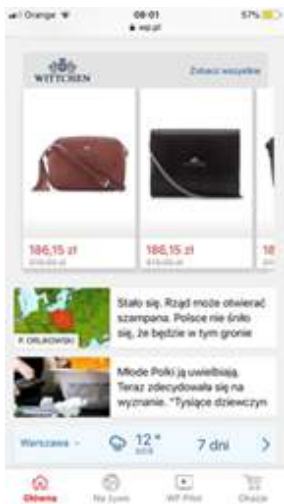 Orange 08:01 57%
wp.pl
WITTCHEN Zobacz wszystkie
186,15 zł 186,15 zł 18
Stało się. Rząd może otwierać
szampana. Polsce nie śniło
się, że będzie w tym gronie
P. ORLIKOWSKI
Młode Polki ją uwielbiają.
Teraz zdecydowała się na
wyznanie. "Tysiące dziewczyn
Warszawa 12° 7 dni
Główna Na żywo WP Pilot Okazje